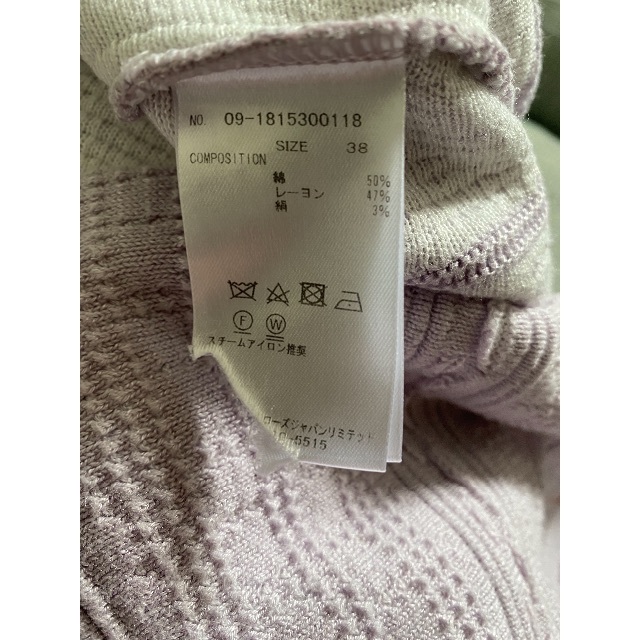 NO. 09-1815300118
SIZE 38
COMPOSITION
綿 50%
レーヨン 47%
絹 3%
F W
スチームアイロン推奨
ローズジャパンリミテッド
5515